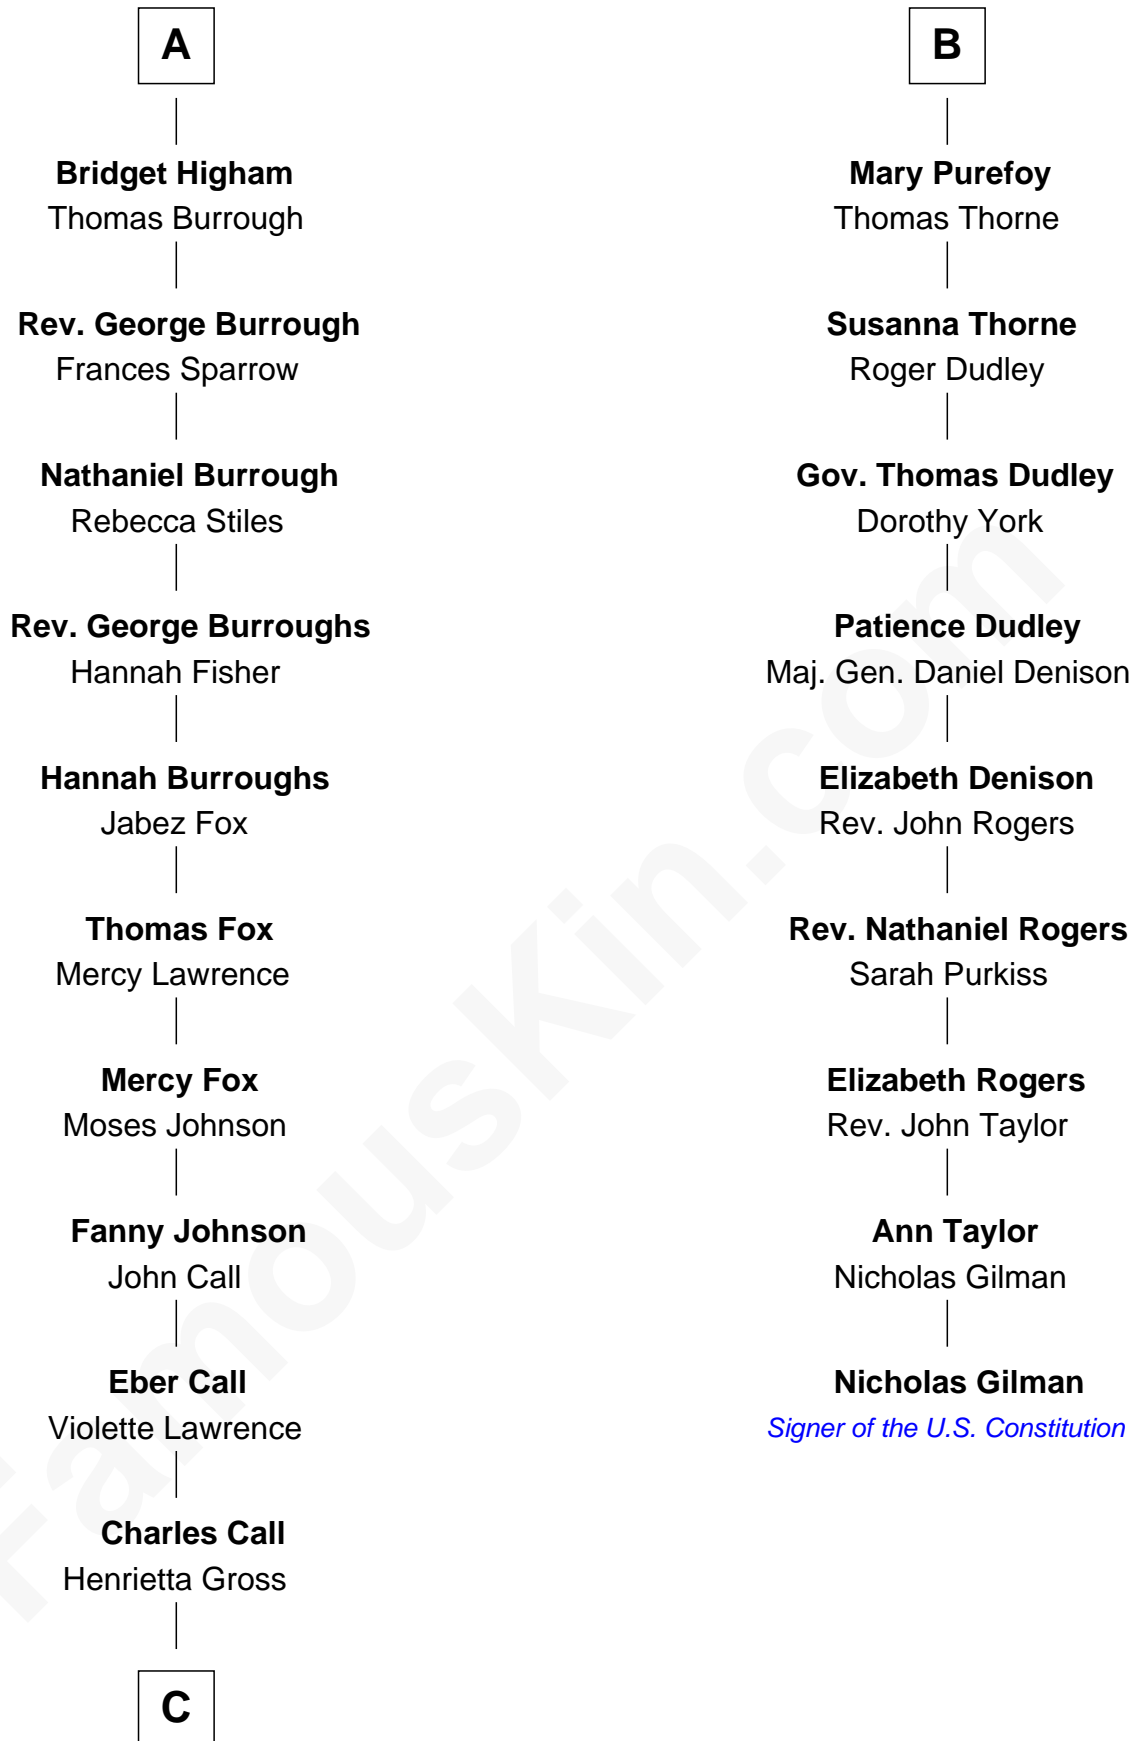 A
Bridget Higham
Thomas Burrough
Rev. George Burrough
Frances Sparrow
Nathaniel Burrough
Rebecca Stiles
Rev. George Burroughs
Hannah Fisher
Hannah Burroughs
Jabez Fox
Thomas Fox
Mercy Lawrence
Mercy Fox
Moses Johnson
Fanny Johnson
John Call
Eber Call
Violette Lawrence
Charles Call
Henrietta Gross
C
B
Mary Purefoy
Thomas Thorne
Susanna Thorne
Roger Dudley
Gov. Thomas Dudley
Dorothy York
Patience Dudley
Maj. Gen. Daniel Denison
Elizabeth Denison
Rev. John Rogers
Rev. Nathaniel Rogers
Sarah Purkiss
Elizabeth Rogers
Rev. John Taylor
Ann Taylor
Nicholas Gilman
Nicholas Gilman
Signer of the U.S. Constitution
FamousKin.com